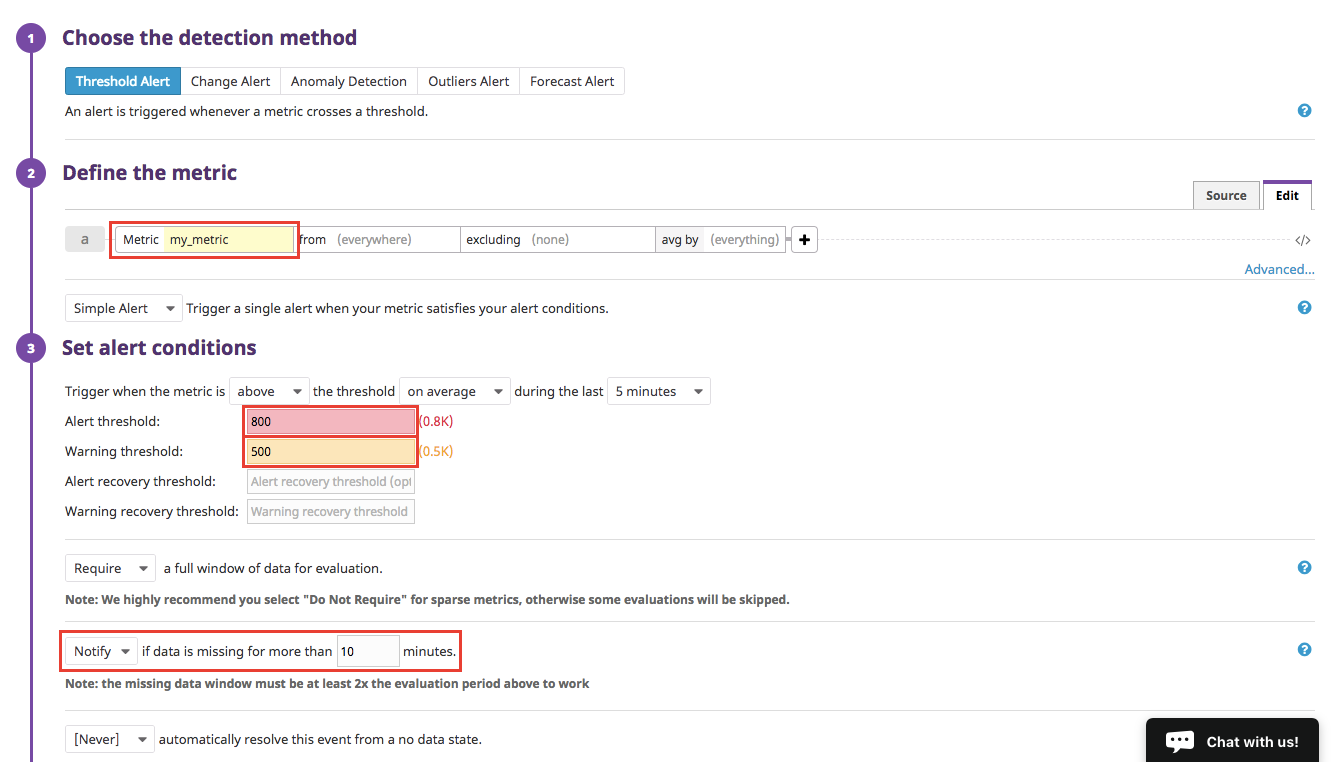 1 Choose the detection method
Threshold Alert Change Alert Anomaly Detection Outliers Alert Forecast Alert
An alert is triggered whenever a metric crosses a threshold. ?
2 Define the metric
Source Edit
a Metric my_metric from (everywhere) excluding (none) avg by (everything) + </>
Advanced...
Simple Alert Trigger a single alert when your metric satisfies your alert conditions. ?
3 Set alert conditions
Trigger when the metric is above the threshold on average during the last 5 minutes
Alert threshold: 800 (0.8K)
Warning threshold: 500 (0.5K)
Alert recovery threshold: Alert recovery threshold (opt
Warning recovery threshold: Warning recovery threshold
Require a full window of data for evaluation. ?
Note: We highly recommend you select "Do Not Require" for sparse metrics, otherwise some evaluations will be skipped.
Notify if data is missing for more than 10 minutes. ?
Note: the missing data window must be at least 2x the evaluation period above to work
[Never] automatically resolve this event from a no data state.
Chat with us!